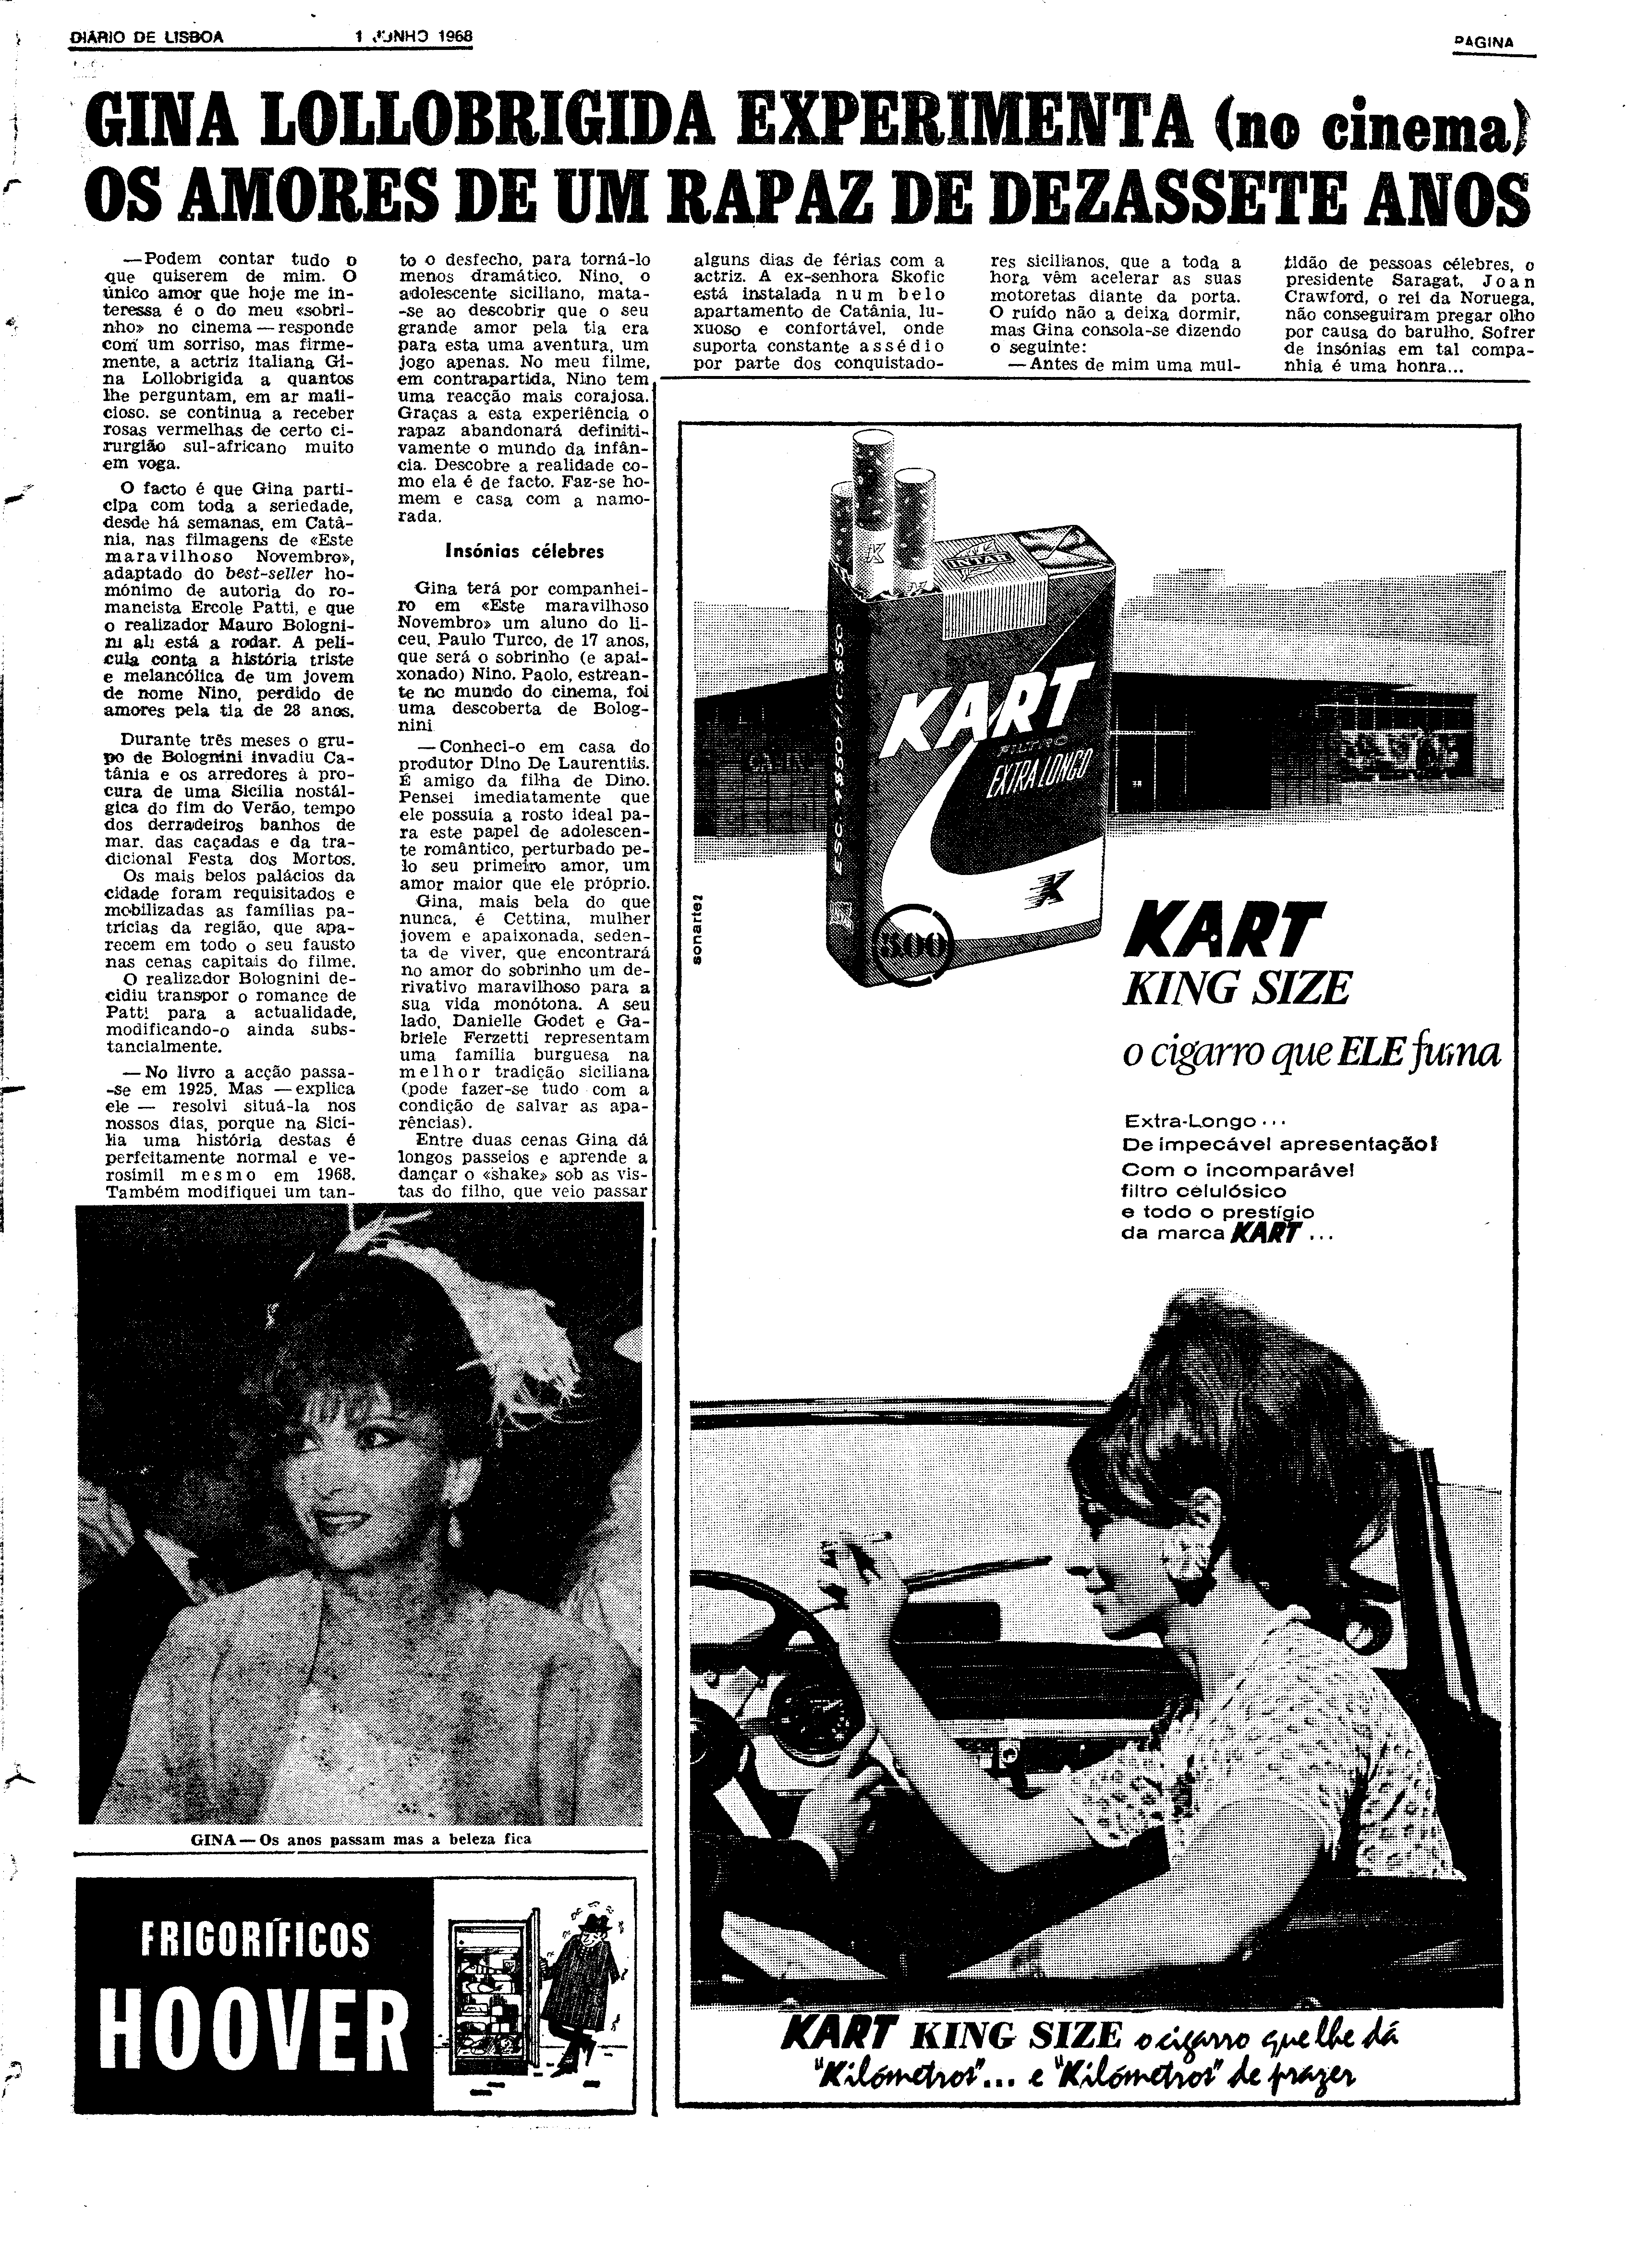 DIÁRIO DE LISBOA
1 JUNHO 1968
PÁGINA
GINA LOLLOBRIGIDA EXPERIMENTA (no cinema)
OS AMORES DE UM RAPAZ DE DEZASSETE ANOS
—Podem contar tudo o
que quiserem de mim. O
único amor que hoje me in-
teressa é o do meu «sobri-
nho» no cinema — responde
com um sorriso, mas firme-
mente, a actriz italiana Gi-
na Lollobrigida a quantos
lhe perguntam, em ar mali-
cioso. se continua a receber
rosas vermelhas de certo ci-
rurgião sul-africano muito
em voga.
O facto é que Gina parti-
cipa com toda a seriedade,
desde há semanas, em Catâ-
nia, nas filmagens de «Este
maravilhoso Novembro»,
adaptado do best-seller ho-
mónimo de autoria do ro-
mancista Ercole Patti, e que
o realizador Mauro Bologni-
ni ali está a rodar. A pelí-
cula conta a história triste
e melancólica de um jovem
de nome Nino, perdido de
amores pela tia de 28 anos.
Durante três meses o gru-
po de Bolognini invadiu Ca-
tânia e os arredores à pro-
cura de uma Sicília nostál-
gica do fim do Verão, tempo
dos derradeiros banhos de
mar. das caçadas e da tra-
dicional Festa dos Mortos.
Os mais belos palácios da
cidade foram requisitados e
mobilizadas as famílias pa-
trícias da região, que apa-
recem em todo o seu fausto
nas cenas capitais do filme.
O realizador Bolognini de-
cidiu transpor o romance de
Patti para a actualidade,
modificando-o ainda subs-
tancialmente.
—No livro a acção passa-
-se em 1925. Mas — explica
ele — resolvi situá-la nos
nossos dias, porque na Sicí-
lia uma história destas é
perfeitamente normal e ve-
rosímil mesmo em 1968.
Também modifiquei um tan-
to o desfecho, para torná-lo
menos dramático. Nino, o
adolescente siciliano, mata-
-se ao descobrir que o seu
grande amor pela tia era
para esta uma aventura, um
jogo apenas. No meu filme,
em contrapartida, Nino tem
uma reacção mais corajosa.
Graças a esta experiência o
rapaz abandonará definiti-
vamente o mundo da infân-
cia. Descobre a realidade co-
mo ela é de facto. Faz-se ho-
mem e casa com a namo-
rada.
Insónias célebres
Gina terá por companhei-
ro em «Este maravilhoso
Novembro» um aluno do li-
ceu, Paulo Turco, de 17 anos,
que será o sobrinho (e apai-
xonado) Nino. Paolo, estrean-
te no mundo do cinema, foi
uma descoberta de Bolog-
nini
—Conheci-o em casa do
produtor Dino De Laurentiis.
É amigo da filha de Dino.
Pensei imediatamente que
ele possuía a rosto ideal pa-
ra este papel de adolescen-
te romântico, perturbado pe-
lo seu primeiro amor, um
amor maior que ele próprio.
Gina, mais bela do que
nunca, é Cettina, mulher
jovem e apaixonada, seden-
ta de viver, que encontrará
no amor do sobrinho um de-
rivativo maravilhoso para a
sua vida monótona. A seu
lado, Danielle Godet e Ga-
briele Ferzetti representam
uma família burguesa na
melhor tradição siciliana
(pode fazer-se tudo com a
condição de salvar as apa-
rências).
Entre duas cenas Gina dá
longos passeios e aprende a
dançar o «shake» sob as vis-
tas do filho, que veio passar
alguns dias de férias com a
actriz. A ex-senhora Skofic
está instalada num belo
apartamento de Catânia, lu-
xuoso e confortável, onde
suporta constante assédio
por parte dos conquistado-
res sicilianos, que a toda a
hora vêm acelerar as suas
motoretas diante da porta.
O ruído não a deixa dormir,
mas Gina consola-se dizendo
o seguinte:
—Antes de mim uma mul-
tidão de pessoas célebres, o
presidente Saragat, Joan
Crawford, o rei da Noruega,
não conseguiram pregar olho
por causa do barulho. Sofrer
de insónias em tal compa-
nhia é uma honra...
GINA — Os anos passam mas a beleza fica
FRIGORÍFICOS
HOOVER
INTAR
KART
FILTRO
EXTRA LONGO
K
5.00
sonarte
KART
KING SIZE
o cigarro que ELE fuma
Extra-Longo...
De impecável apresentação!
Com o incomparável
filtro celulósico
e todo o prestígio
da marca KART ...
KART KING SIZE o cigarro que lhe dá
"Kilómetros"... e "Kilómetros" de prazer